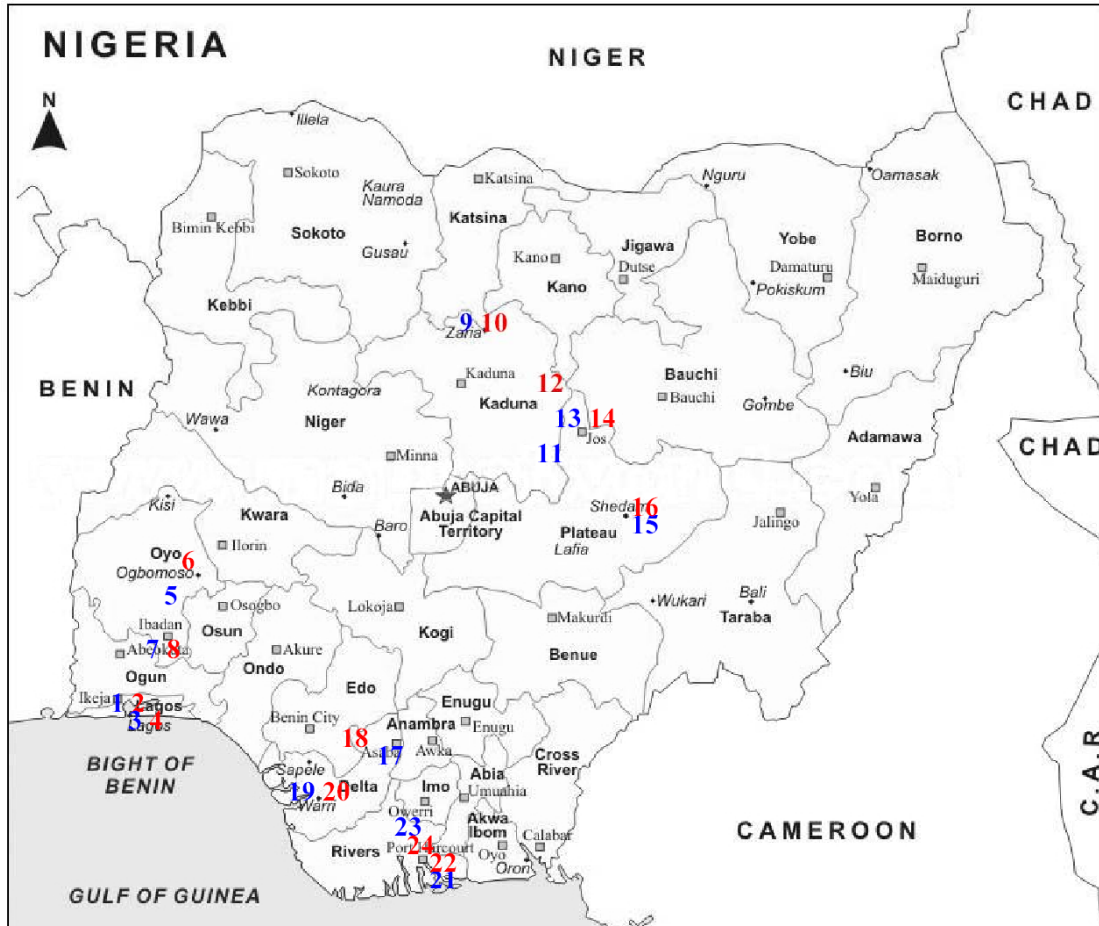 NIGERIA
NIGER
CHAD
N
Illela
Sokoto
Kaura
Namoda
Katsina
Katsina
Nguru
Oamasak
Bimin Kebbi
Sokoto
Gusau
Kano
Jigawa
Dutse
Yobe
Damaturu
Borno
Maiduguri
Kebbi
Kano
Pokiskum
9 10
Zaria
BENIN
Kaduna
12
Kontagora
Kaduna
Bauchi
Bauchi
Biu
Gombe
Niger
Wawa
13 14
Jos
Adamawa
CHAD
Minna
11
Kisi
Bida
ABUJA
Abuja Capital
Territory
Shedam
16
15
Yola
Jalingo
Kwara
Baro
Plateau
Lafia
Ilorin
Oyo
6
Ogbomoso
5
Osogbo
Lokoja
Makurdi
Wukari
Bali
Taraba
Ibadan
Osun
Kogi
7 8
Abeokuta
Akure
Benue
Ogun
Ondo
Edo
Enugu
Ikeja
1 2
Lagos
3 4
Lagos
Benin City
18
Anambra
Enugu
Asaba
17
Awka
Cross
River
BIGHT OF
BENIN
Sapele
Abia
Umuahia
19 20
Delta
Warri
Imo
Owerri
Akwa
Ibom
23
CAMEROON
C.A.R
Rivers
24
Port Harcourt
22
21
Oyo
Calabar
Oron
GULF OF GUINEA